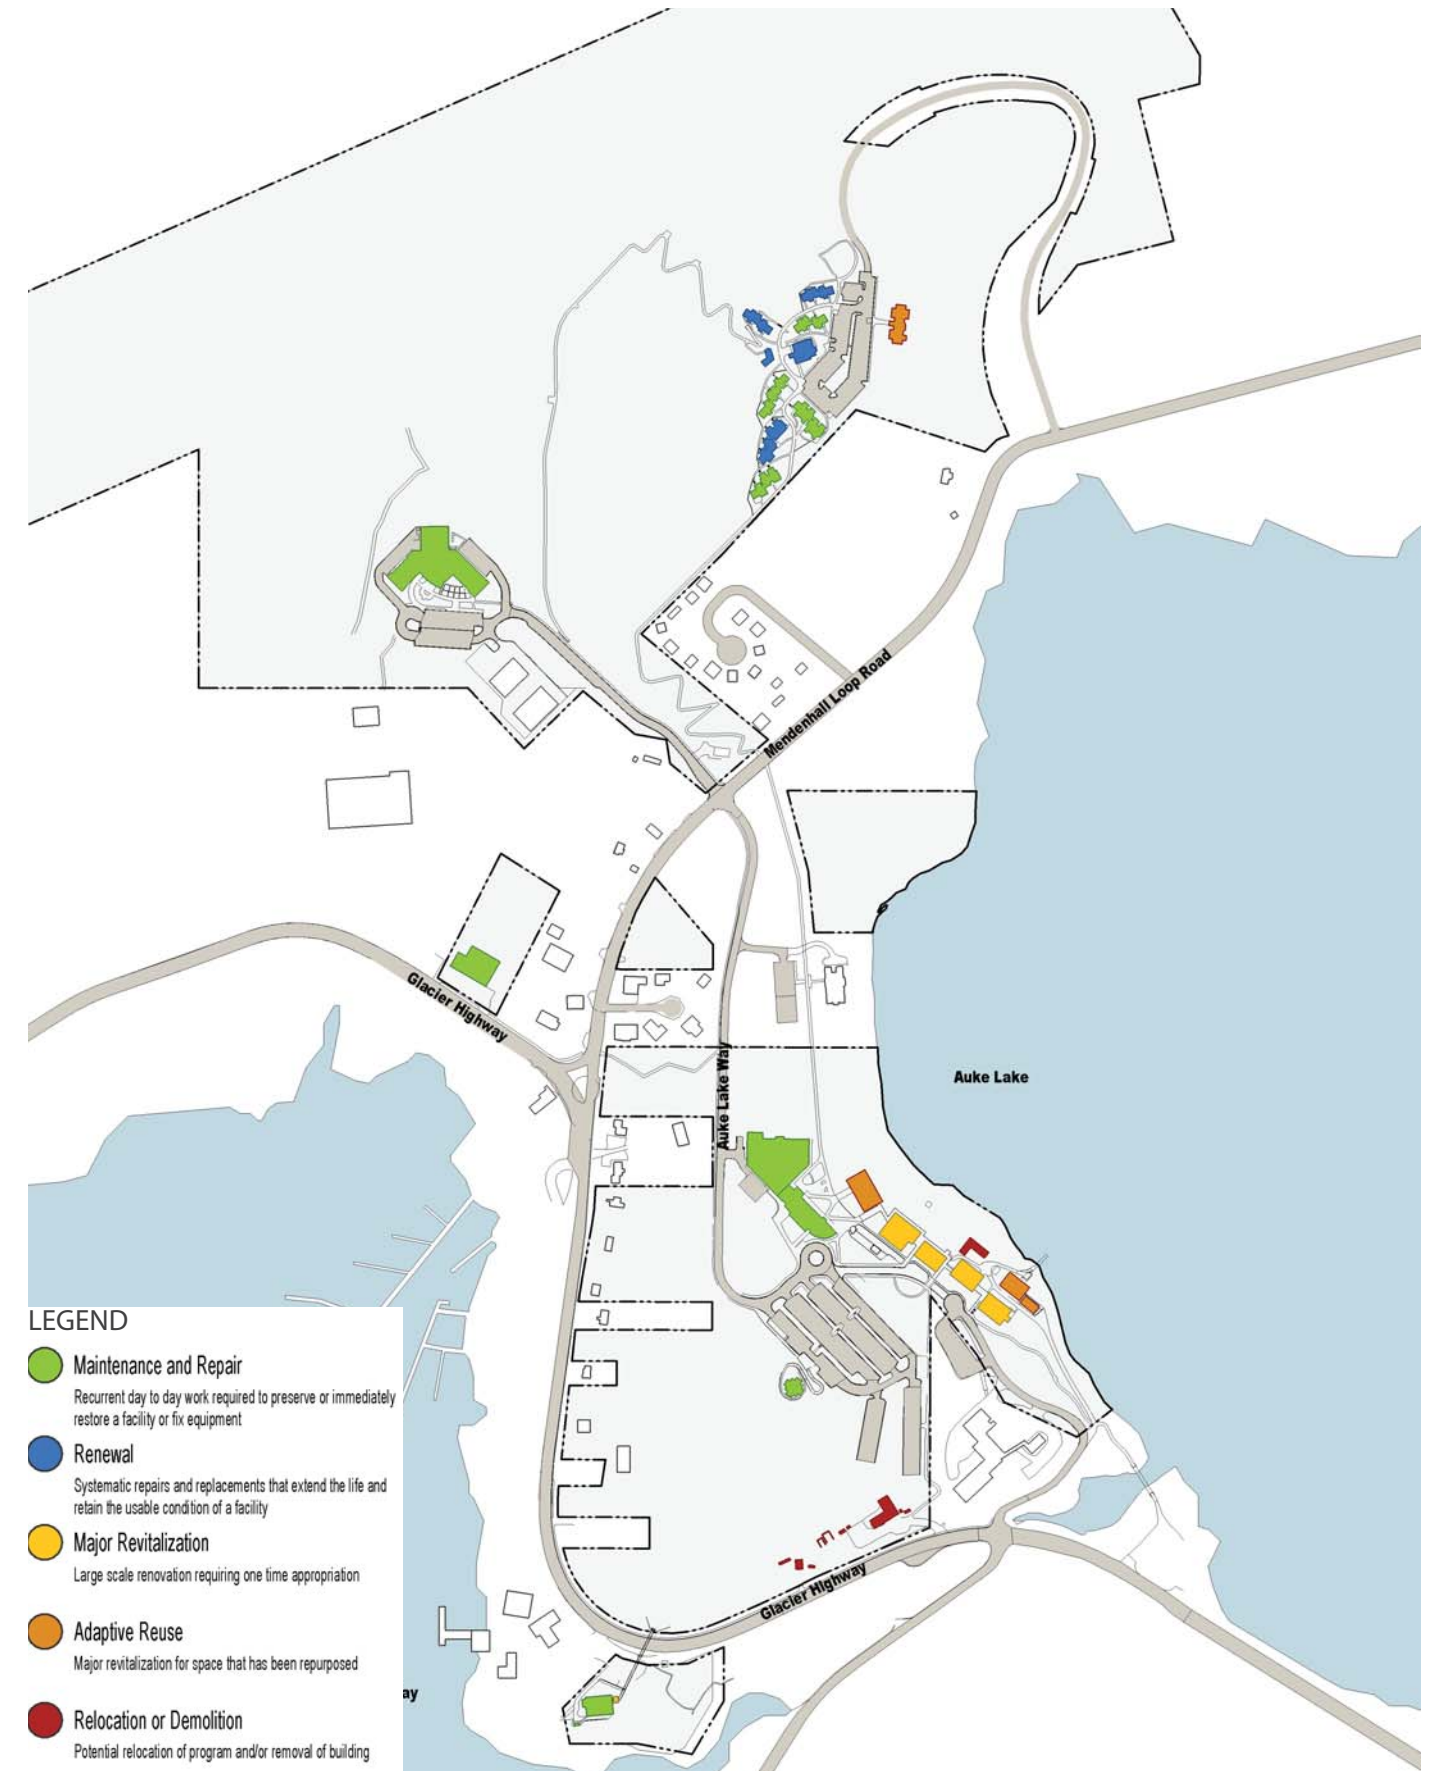 Mendenhall Loop Road
Glacier Highway
Auke Lake Way
Auke Lake
LEGEND
Maintenance and Repair
Recurrent day to day work required to preserve or immediately
restore a facility or fix equipment
Renewal
Systematic repairs and replacements that extend the life and
retain the usable condition of a facility
Major Revitalization
Large scale renovation requiring one time appropriation
Adaptive Reuse
Major revitalization for space that has been repurposed
Relocation or Demolition
Potential relocation of program and/or removal of building
Glacier Highway
ay